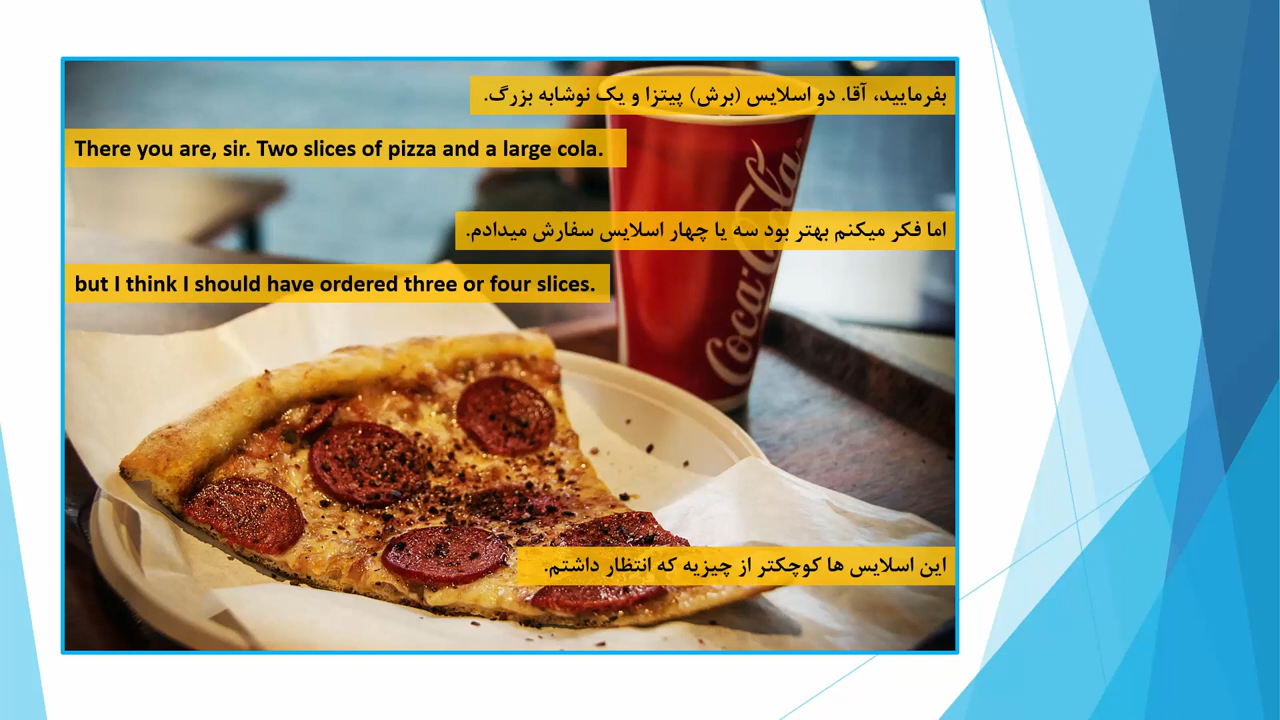 بفرمایید، آقا. دو اسلایس (برش) پیتزا و یک نوشابه بزرگ.
There you are, sir. Two slices of pizza and a large cola.
اما فکر میکنم بهتر بود سه یا چهار اسلایس سفارش میدادم.
but I think I should have ordered three or four slices.
Coca-Cola
این اسلایس ها کوچکتر از چیزیه که انتظار داشتم.